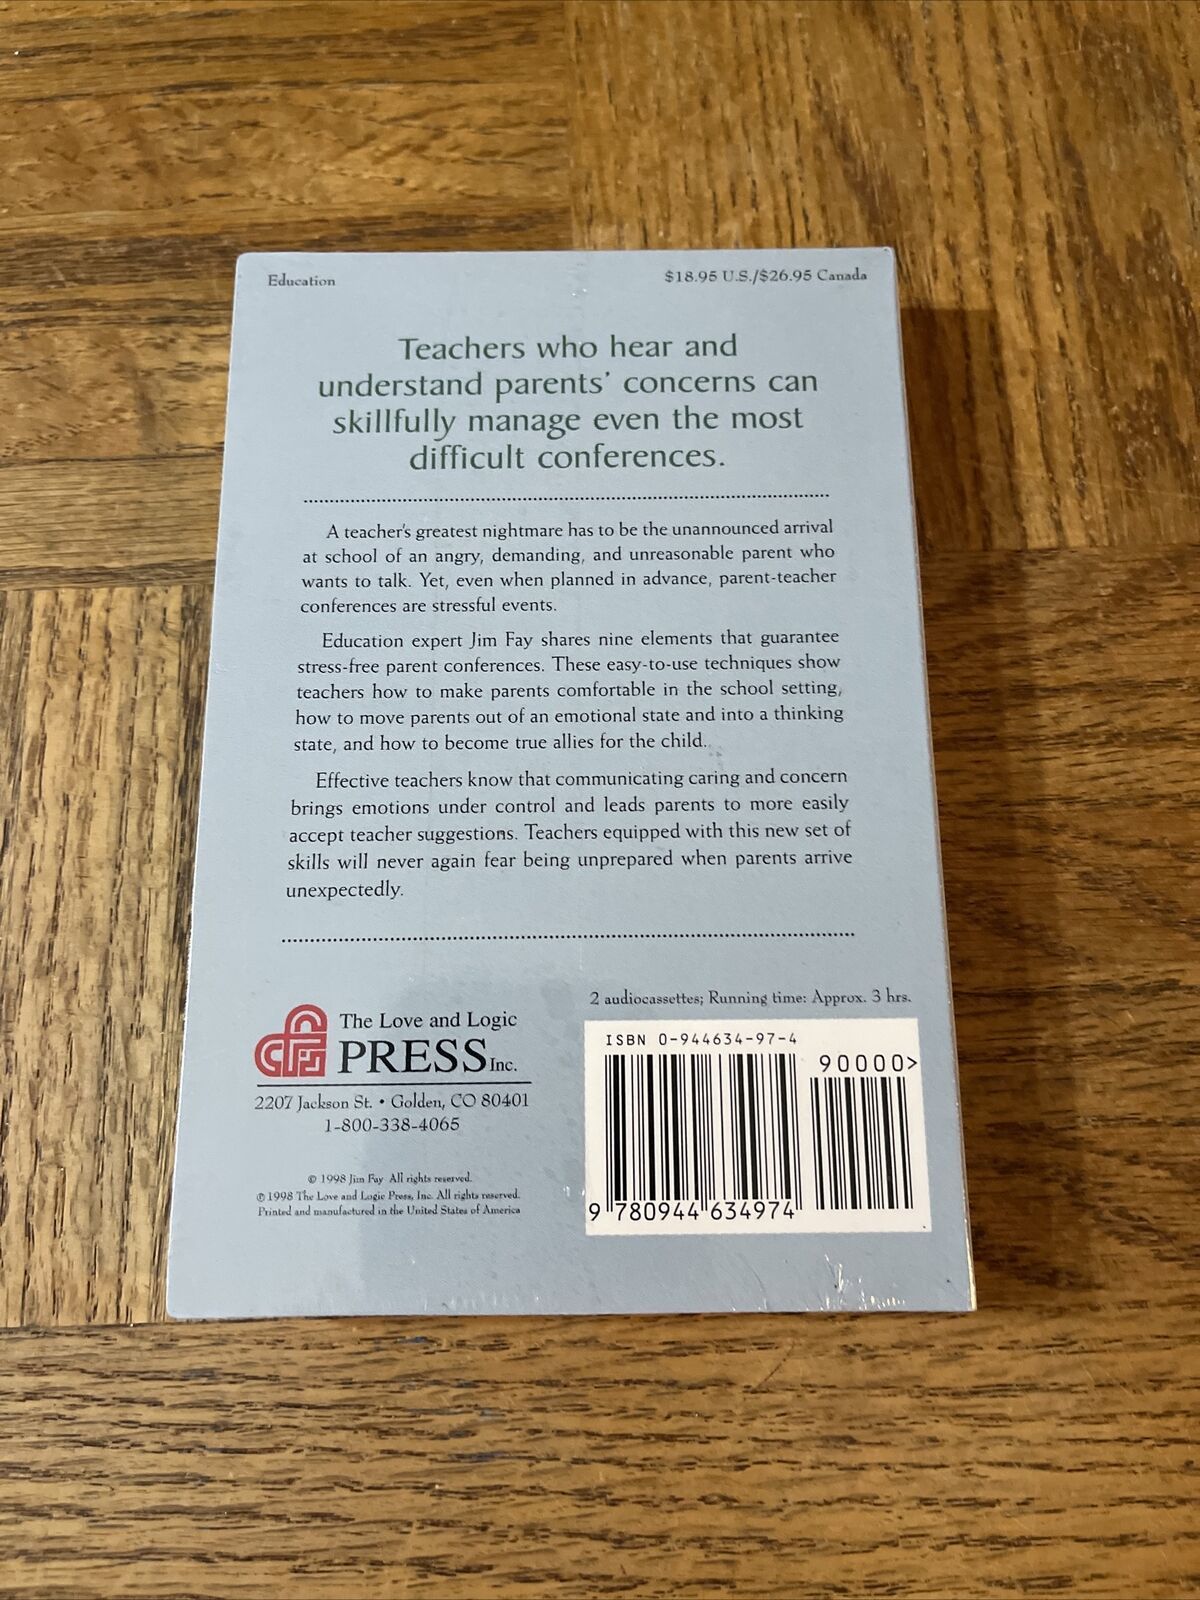 Education
$18.95 U.S./$26.95 Canada
Teachers who hear and
understand parents' concerns can
skillfully manage even the most
difficult conferences.
A teacher's greatest nightmare has to be the unannounced arrival
at school of an angry, demanding, and unreasonable parent who
wants to talk. Yet, even when planned in advance, parent-teacher
conferences are stressful events.
Education expert Jim Fay shares nine elements that guarantee
stress-free parent conferences. These easy-to-use techniques show
teachers how to make parents comfortable in the school setting,
how to move parents out of an emotional state and into a thinking
state, and how to become true allies for the child.
Effective teachers know that communicating caring and concern
brings emotions under control and leads parents to more easily
accept teacher suggestions. Teachers equipped with this new set of
skills will never again fear being unprepared when parents arrive
unexpectedly.
2 audiocassettes; Running time: Approx. 3 hrs.
The Love and Logic
PRESS Inc.
2207 Jackson St. • Golden, CO 80401
1-800-338-4065
© 1998 Jim Fay All rights reserved.
℗ 1998 The Love and Logic Press, Inc. All rights reserved.
Printed and manufactured in the United States of America
ISBN 0-944634-97-4
90000>
9 780944 634974